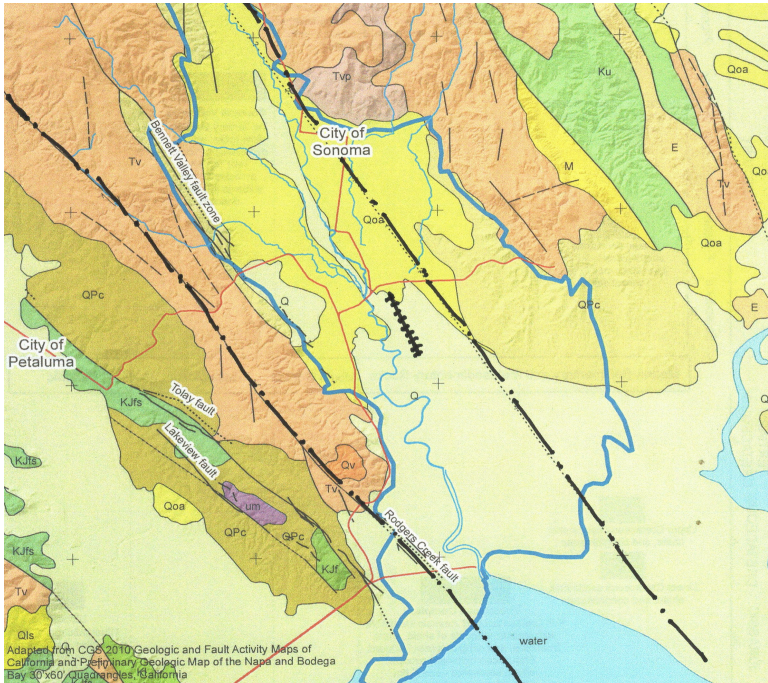 Qoa
Ku
Tvp
City of
Sonoma
Bennett Valley fault zone
Tv
E
M
Tv
Qo
Qoa
Qoa
QPc
Q
QPc
E
City of
Petaluma
Tolay fault
KJfs
Q
Q
Lakeview fault
KJfs
Qv
Tv
um
Qoa
QPc
QPc
Rodgers Creek fault
KJfs
KJf
Tv
Qls
water
Adapted from CGS 2010 Geologic and Fault Activity Maps of
California and Preliminary Geologic Map of the Napa and Bodega
Bay 30'x60' Quadrangles, California